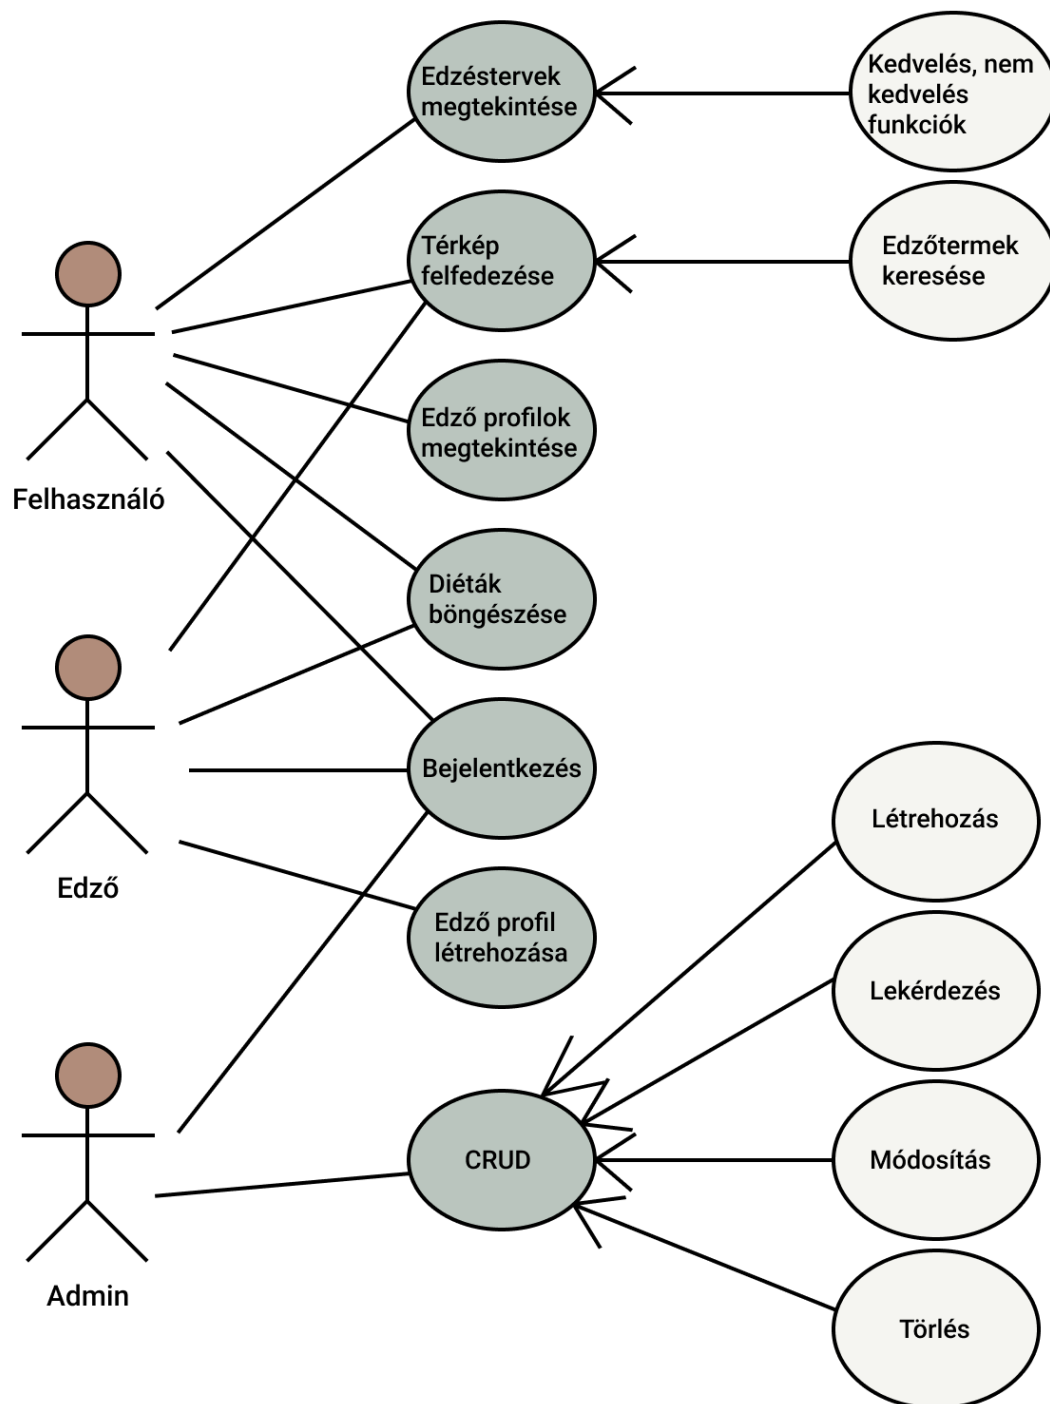 Edzéstervek
megtekintése
Kedvelés, nem
kedvelés
funkciók
Térkép
felfedezése
Edzőtermek
keresése
Edző profilok
megtekintése
Felhasználó
Diéták
böngészése
Bejelentkezés
Létrehozás
Edző
Edző profil
létrehozása
Lekérdezés
CRUD
Módosítás
Admin
Törlés